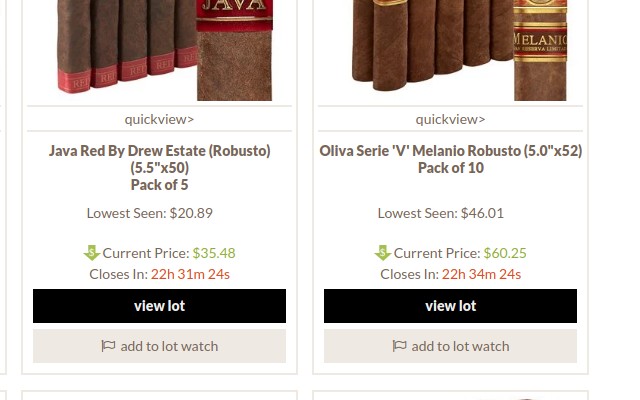 JAVA
RED
RED
RED
RED
RED
MELANIO
quickview>
Java Red By Drew Estate (Robusto)
(5.5"x50)
Pack of 5
Lowest Seen: $20.89
Current Price: $35.48
Closes In: 22h 31m 24s
view lot
add to lot watch
quickview>
Oliva Serie 'V' Melanio Robusto (5.0"x52)
Pack of 10
Lowest Seen: $46.01
Current Price: $60.25
Closes In: 22h 34m 24s
view lot
add to lot watch